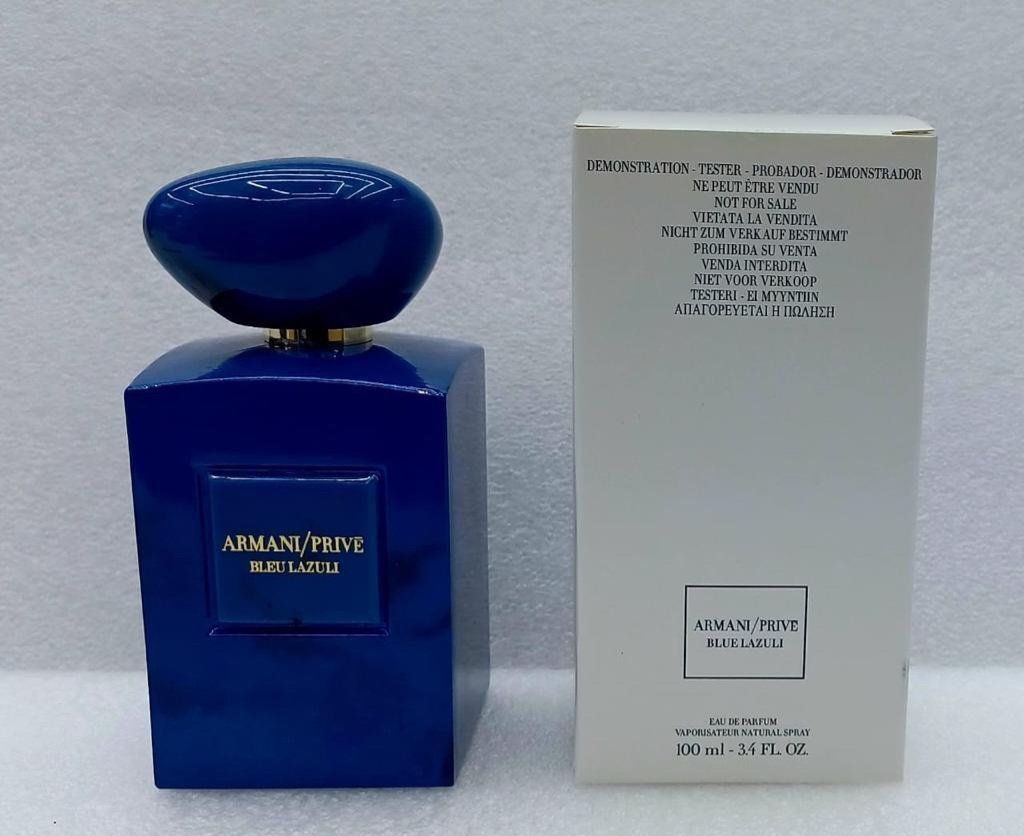 ARMANI/PRIVĒ
BLEU LAZULI
DEMONSTRATION - TESTER - PROBADOR - DEMONSTRADOR
NE PEUT ÊTRE VENDU
NOT FOR SALE
VIETATA LA VENDITA
NICHT ZUM VERKAUF BESTIMMT
PROHIBIDA SU VENTA
VENDA INTERDITA
NIET VOOR VERKOOP
TESTERI - EI MYYNTIIN
ΑΠΑΓΟΡΕΥΕΤΑΙ Η ΠΩΛΗΣΗ
ARMANI/PRIVĒ
BLUE LAZULI
EAU DE PARFUM
VAPORISATEUR NATURAL SPRAY
100 ml - 3.4 FL. OZ.